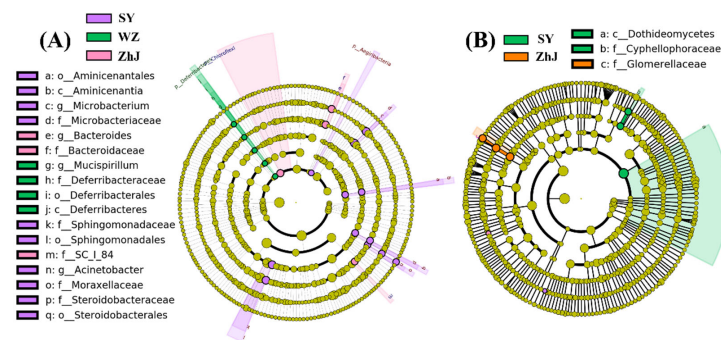 (A)
SY
WZ
ZhJ
a: o__Aminicenantales
b: c__Aminicenantia
c: g__Microbacterium
d: f__Microbacteriaceae
e: g__Bacteroides
f: f__Bacteroidaceae
g: g__Mucispirillum
h: f__Deferribacteraceae
i: o__Deferribacterales
j: c__Deferribacteres
k: f__Sphingomonadaceae
l: o__Sphingomonadales
m: f__SC_I_84
n: g__Acinetobacter
o: f__Moraxellaceae
p: f__Steroidobacteraceae
q: o__Steroidobacterales
(B)
SY
ZhJ
a: c__Dothideomycetes
b: f__Cyphellophoraceae
c: f__Glomerellaceae
a